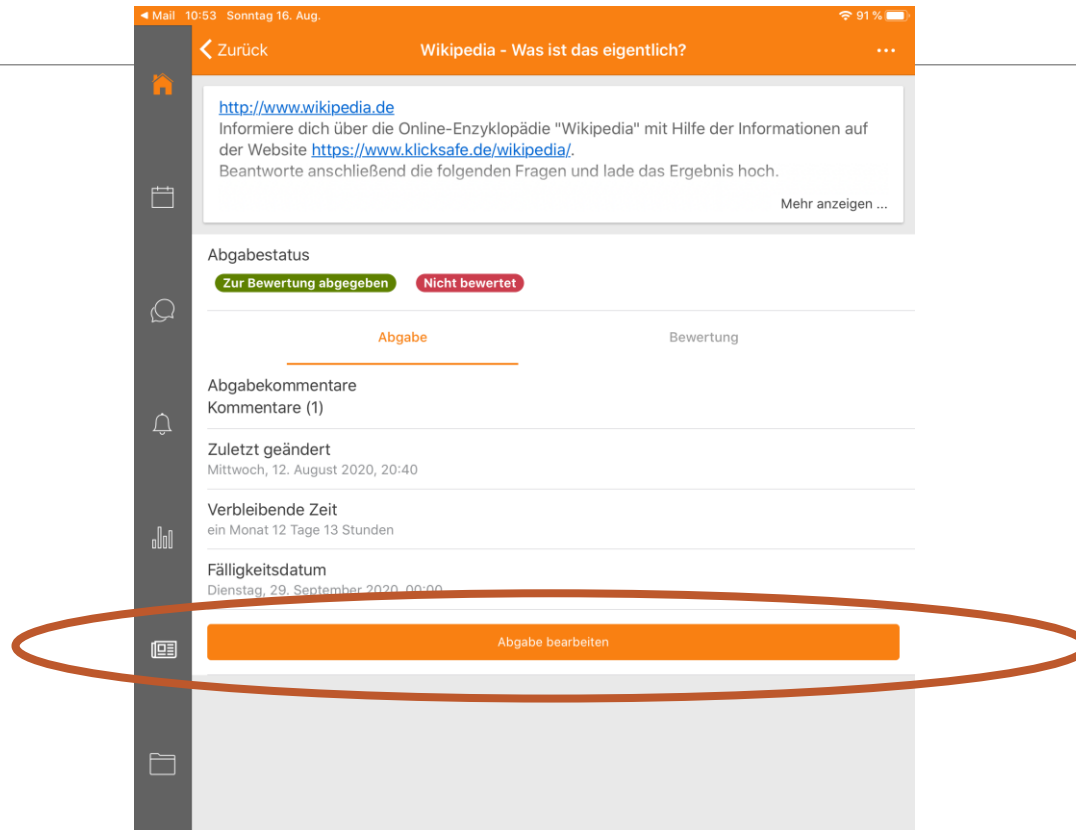 Mail 10:53 Sonntag 16. Aug. 91 %
Zurück Wikipedia - Was ist das eigentlich? ...
http://www.wikipedia.de
Informiere dich über die Online-Enzyklopädie "Wikipedia" mit Hilfe der Informationen auf
der Website https://www.klicksafe.de/wikipedia/.
Beantworte anschließend die folgenden Fragen und lade das Ergebnis hoch.
Mehr anzeigen ...
Abgabestatus
Zur Bewertung abgegeben Nicht bewertet
Abgabe Bewertung
Abgabekommentare
Kommentare (1)
Zuletzt geändert
Mittwoch, 12. August 2020, 20:40
Verbleibende Zeit
ein Monat 12 Tage 13 Stunden
Fälligkeitsdatum
Dienstag, 29. September 2020, 00:00
Abgabe bearbeiten